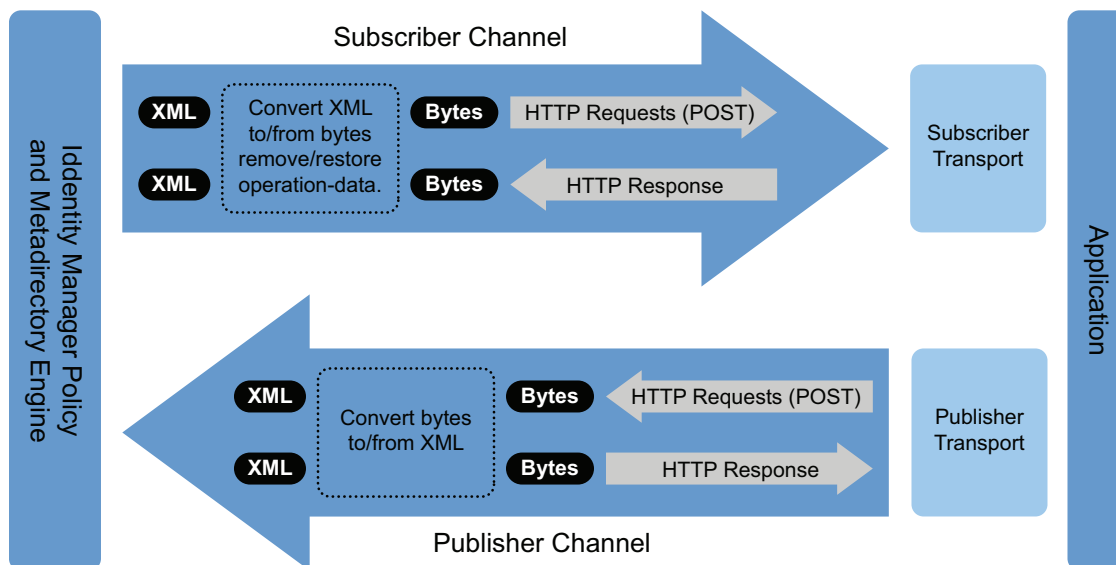 Iddentity Manager Policy
and Metadirectory Engine
Subscriber Channel
XML
Convert XML
to/from bytes
remove/restore
operation-data.
Bytes
HTTP Requests (POST)
XML
Bytes
HTTP Response
Subscriber
Transport
Application
XML
Convert bytes
to/from XML
Bytes
HTTP Requests (POST)
XML
Bytes
HTTP Response
Publisher
Transport
Publisher Channel